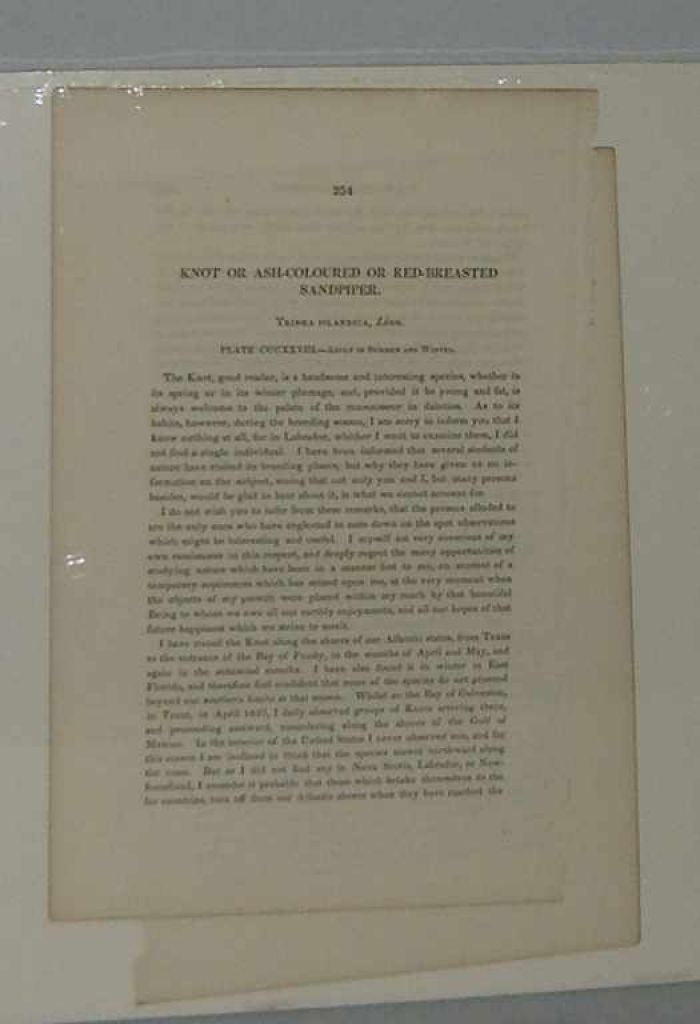 254
KNOT OR ASH-COLOURED OR RED-BREASTED
SANDPIPER.
TRINGA ISLANDICA, Linn.
PLATE CCCXXVIII.—ADULT IN SUMMER AND WINTER.
The Knot, good reader, is a handsome and interesting species, whether in
its spring or in its winter plumage, and, provided it be young and fat, is
always welcome to the palate of the connoisseur in dainties. As to its
habits, however, during the breeding season, I am sorry to inform you that I
know nothing at all, for in Labrador, whither I went to examine them, I did
not find a single individual. I have been informed that several students of
nature have visited its breeding places; but why they have given us no in-
formation on the subject, seeing that not only you and I, but many persons
besides, would be glad to hear about it, is what we cannot account for.
I do not wish you to infer from these remarks, that the persons alluded to
are the only ones who have neglected to note down on the spot observations
which might be interesting and useful. I myself am very conscious of my
own remissness in this respect, and deeply regret the many opportunities of
studying nature which have been in a manner lost to me, on account of a
temporary supineness which has seized upon me, at the very moment when
the objects of my pursuit were placed within my reach by that bountiful
Being to whom we owe all our earthly enjoyments, and all our hopes of that
future happiness which we strive to merit.
I have traced the Knot along the shores of our Atlantic states, from Texas
to the entrance of the Bay of Fundy, in the months of April and May, and
again in the autumnal months. I have also found it in winter in East
Florida, and therefore feel confident that some of the species do not proceed
beyond our southern limits at that season. Whilst on the Bay of Galveston,
in Texas, in April 1837, I daily observed groups of Knots arriving there,
and proceeding eastward, meandering along the shores of the Gulf of
Mexico. In the interior of the United States I never observed one, and for
this reason I am inclined to think that the species moves northward along
the coast. But as I did not find any in Nova Scotia, Labrador, or New-
foundland, I consider it probable that those which betake themselves to the
fur countries, turn off from our Atlantic shores when they have reached the